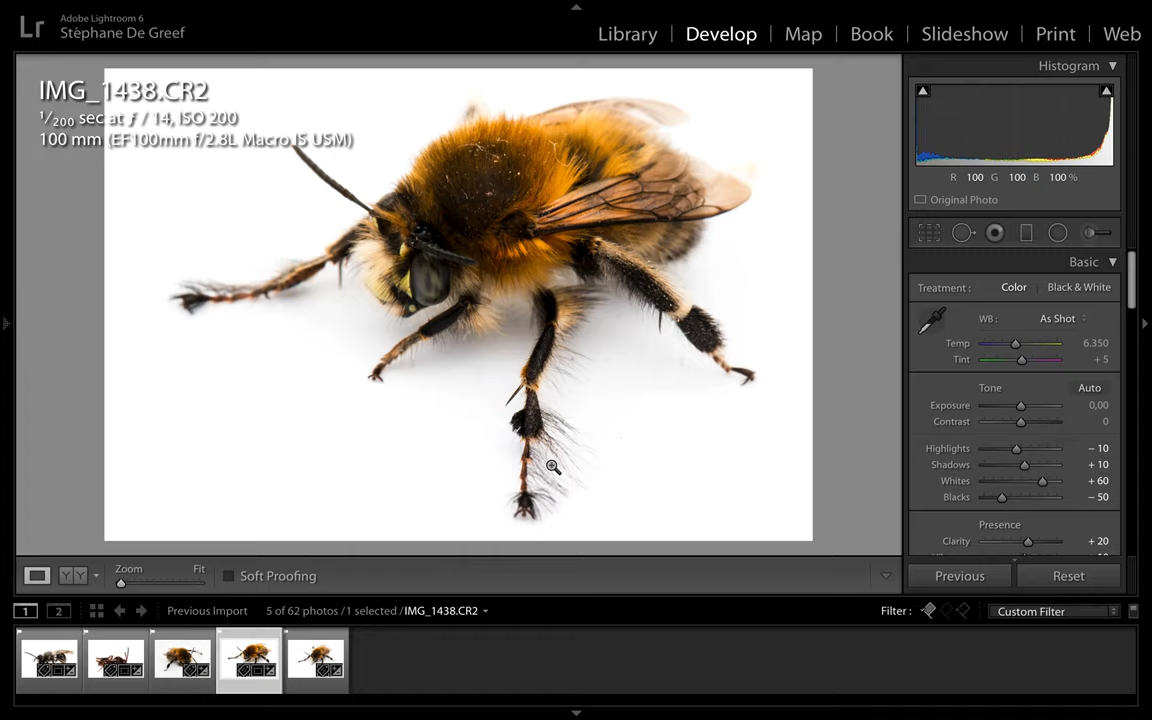 Lr
Adobe Lightroom 6
Stéphane De Greef
Library | Develop | Map | Book | Slideshow | Print | Web
IMG_1438.CR2
1/200 sec at ƒ / 14, ISO 200
100 mm (EF100mm f/2.8L Macro IS USM)
Histogram
R 100 G 100 B 100 %
Original Photo
Basic
Treatment : Color Black & White
WB : As Shot
Temp 6.350
Tint + 5
Tone Auto
Exposure 0,00
Contrast 0
Highlights − 10
Shadows + 10
Whites + 60
Blacks − 50
Presence
Clarity + 20
Previous Reset
Y Y
Zoom Fit
Soft Proofing
1 2 Previous Import 5 of 62 photos /1 selected /IMG_1438.CR2
Filter : Custom Filter